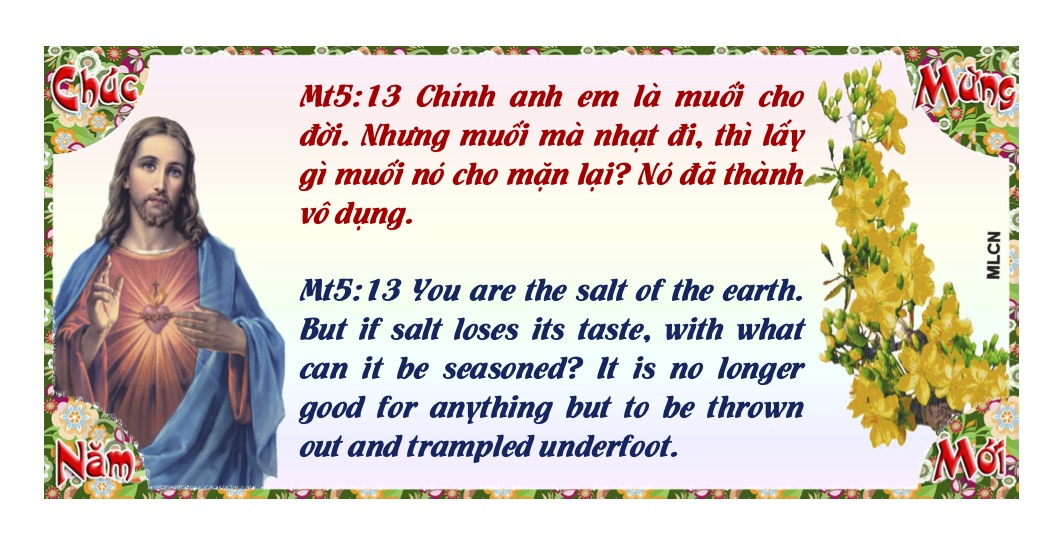 Chúc
Mừng
Mt5:13 Chính anh em là muối cho
đời. Nhưng muối mà nhạt đi, thì lấy
gì muối nó cho mặn lại? Nó đã thành
vô dụng.
Mt5:13 You are the salt of the earth.
But if salt loses its taste, with what
can it be seasoned? It is no longer
good for anything but to be thrown
out and trampled underfoot.
MLCN
Năm
Mới